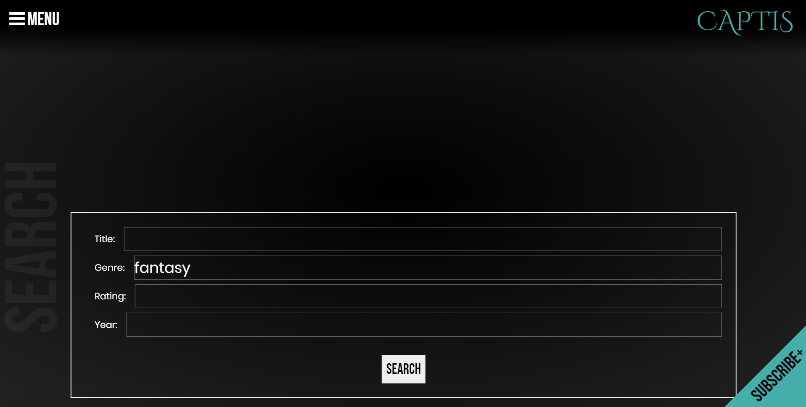 MENU
CAPTIS
SEARCH
Title:
Genre: fantasy
Rating:
Year:
SEARCH
SUBSCRIBE+